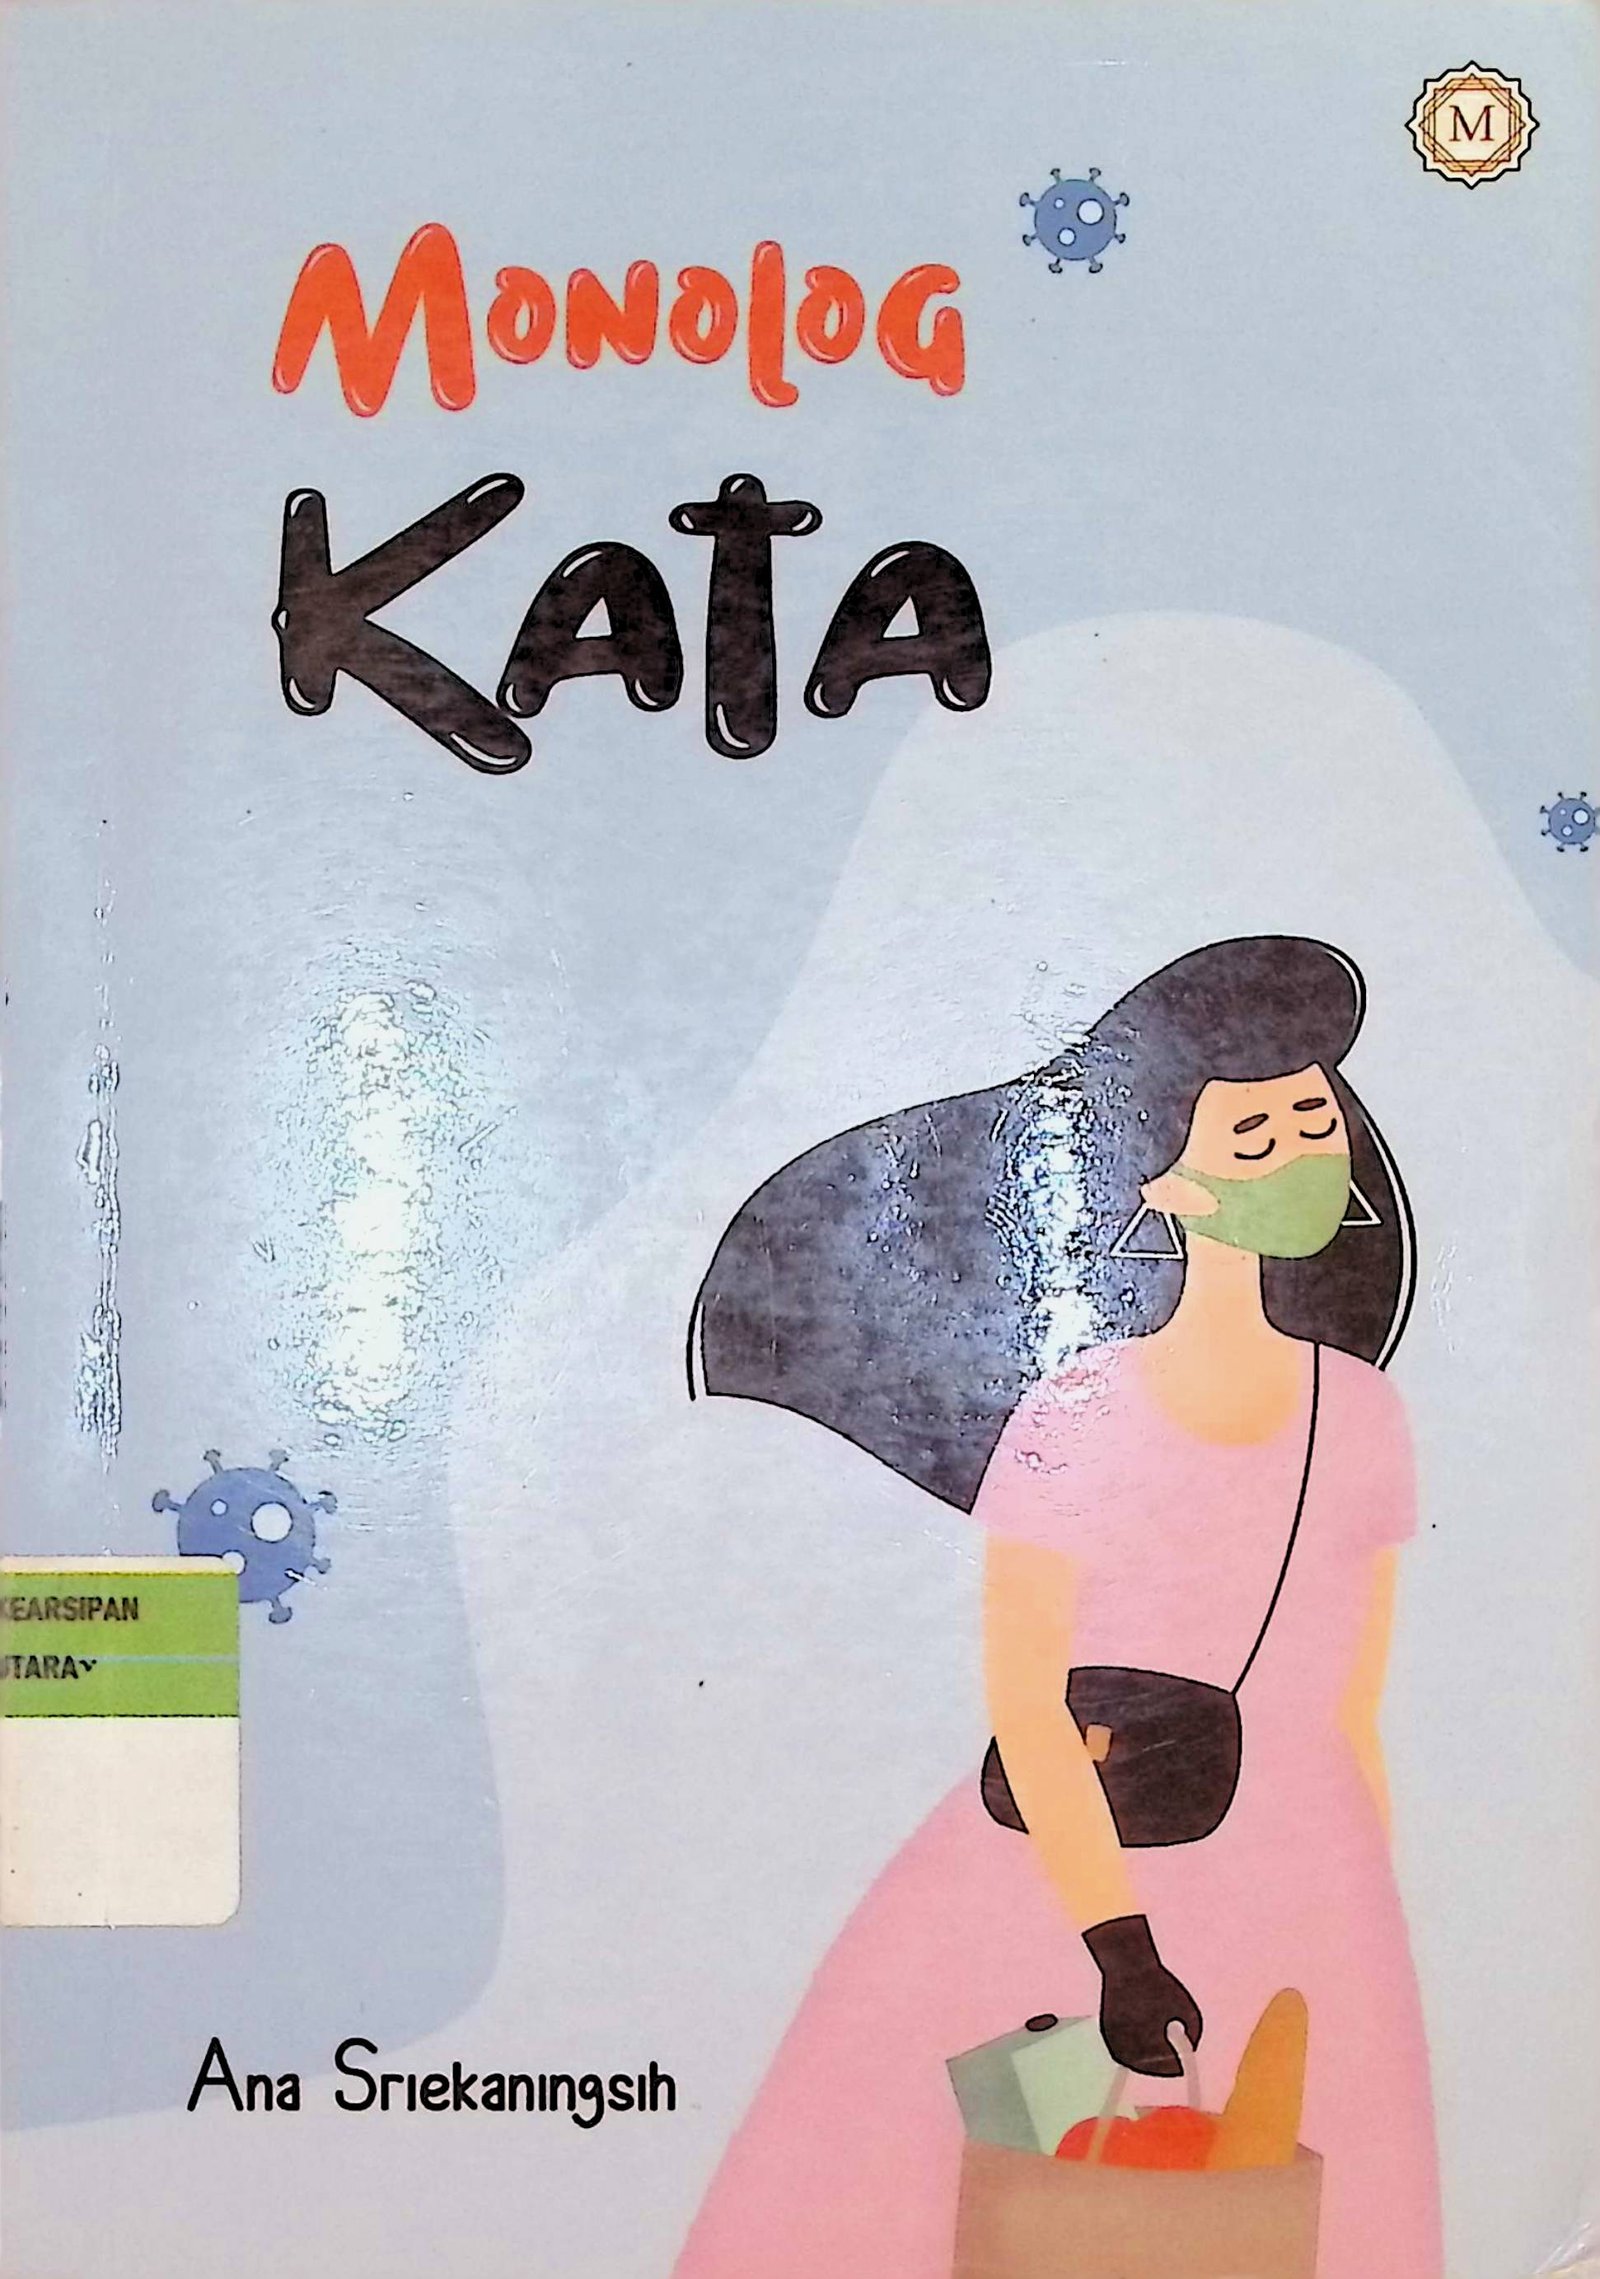 M
Monolog
Kata
KEARSIPAN
UTARA
Ana Sriekaningsih